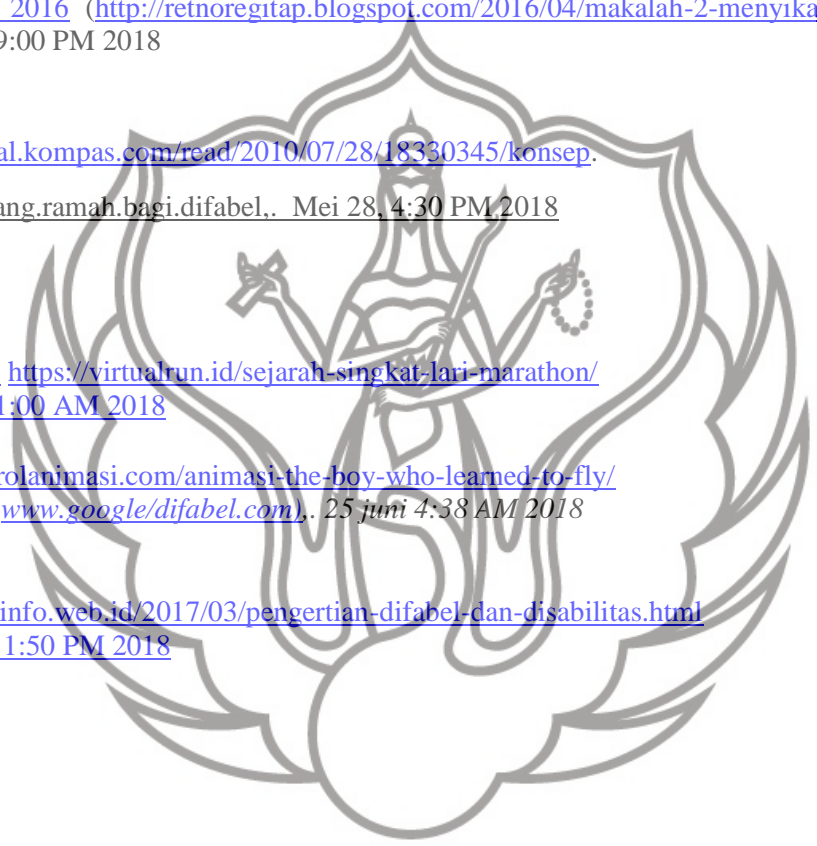 2016 (http://retnoregitap.blogspot.com/2016/04/makalah-2-menyika
9:00 PM 2018
al.kompas.com/read/2010/07/28/18330345/konsep.
ang.ramah.bagi.difabel,. Mei 28, 4:30 PM 2018
https://virtualrun.id/sejarah-singkat-lari-marathon/
1:00 AM 2018
rolanimasi.com/animasi-the-boy-who-learned-to-fly/
www.google/difabel.com),. 25 juni 4:38 AM 2018
info.web.id/2017/03/pengertian-difabel-dan-disabilitas.html
1:50 PM 2018